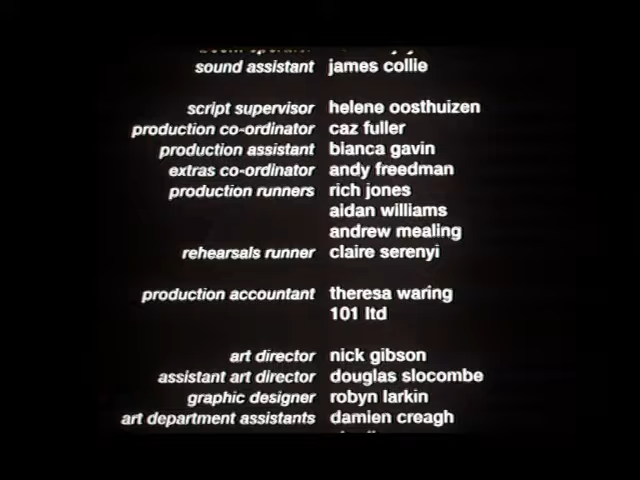 sound assistant james collie
script supervisor helene oosthuizen
production co-ordinator caz fuller
production assistant bianca gavin
extras co-ordinator andy freedman
production runners rich jones
aidan williams
andrew mealing
rehearsals runner claire serenyi
production accountant theresa waring
101 ltd
art director nick gibson
assistant art director douglas slocombe
graphic designer robyn larkin
art department assistants damien creagh